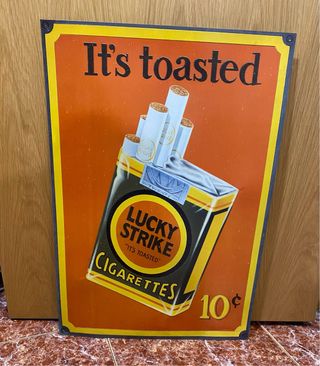 It's toasted
LUCKY
STRIKE
"IT'S TOASTED"
CIGARETTES
10¢